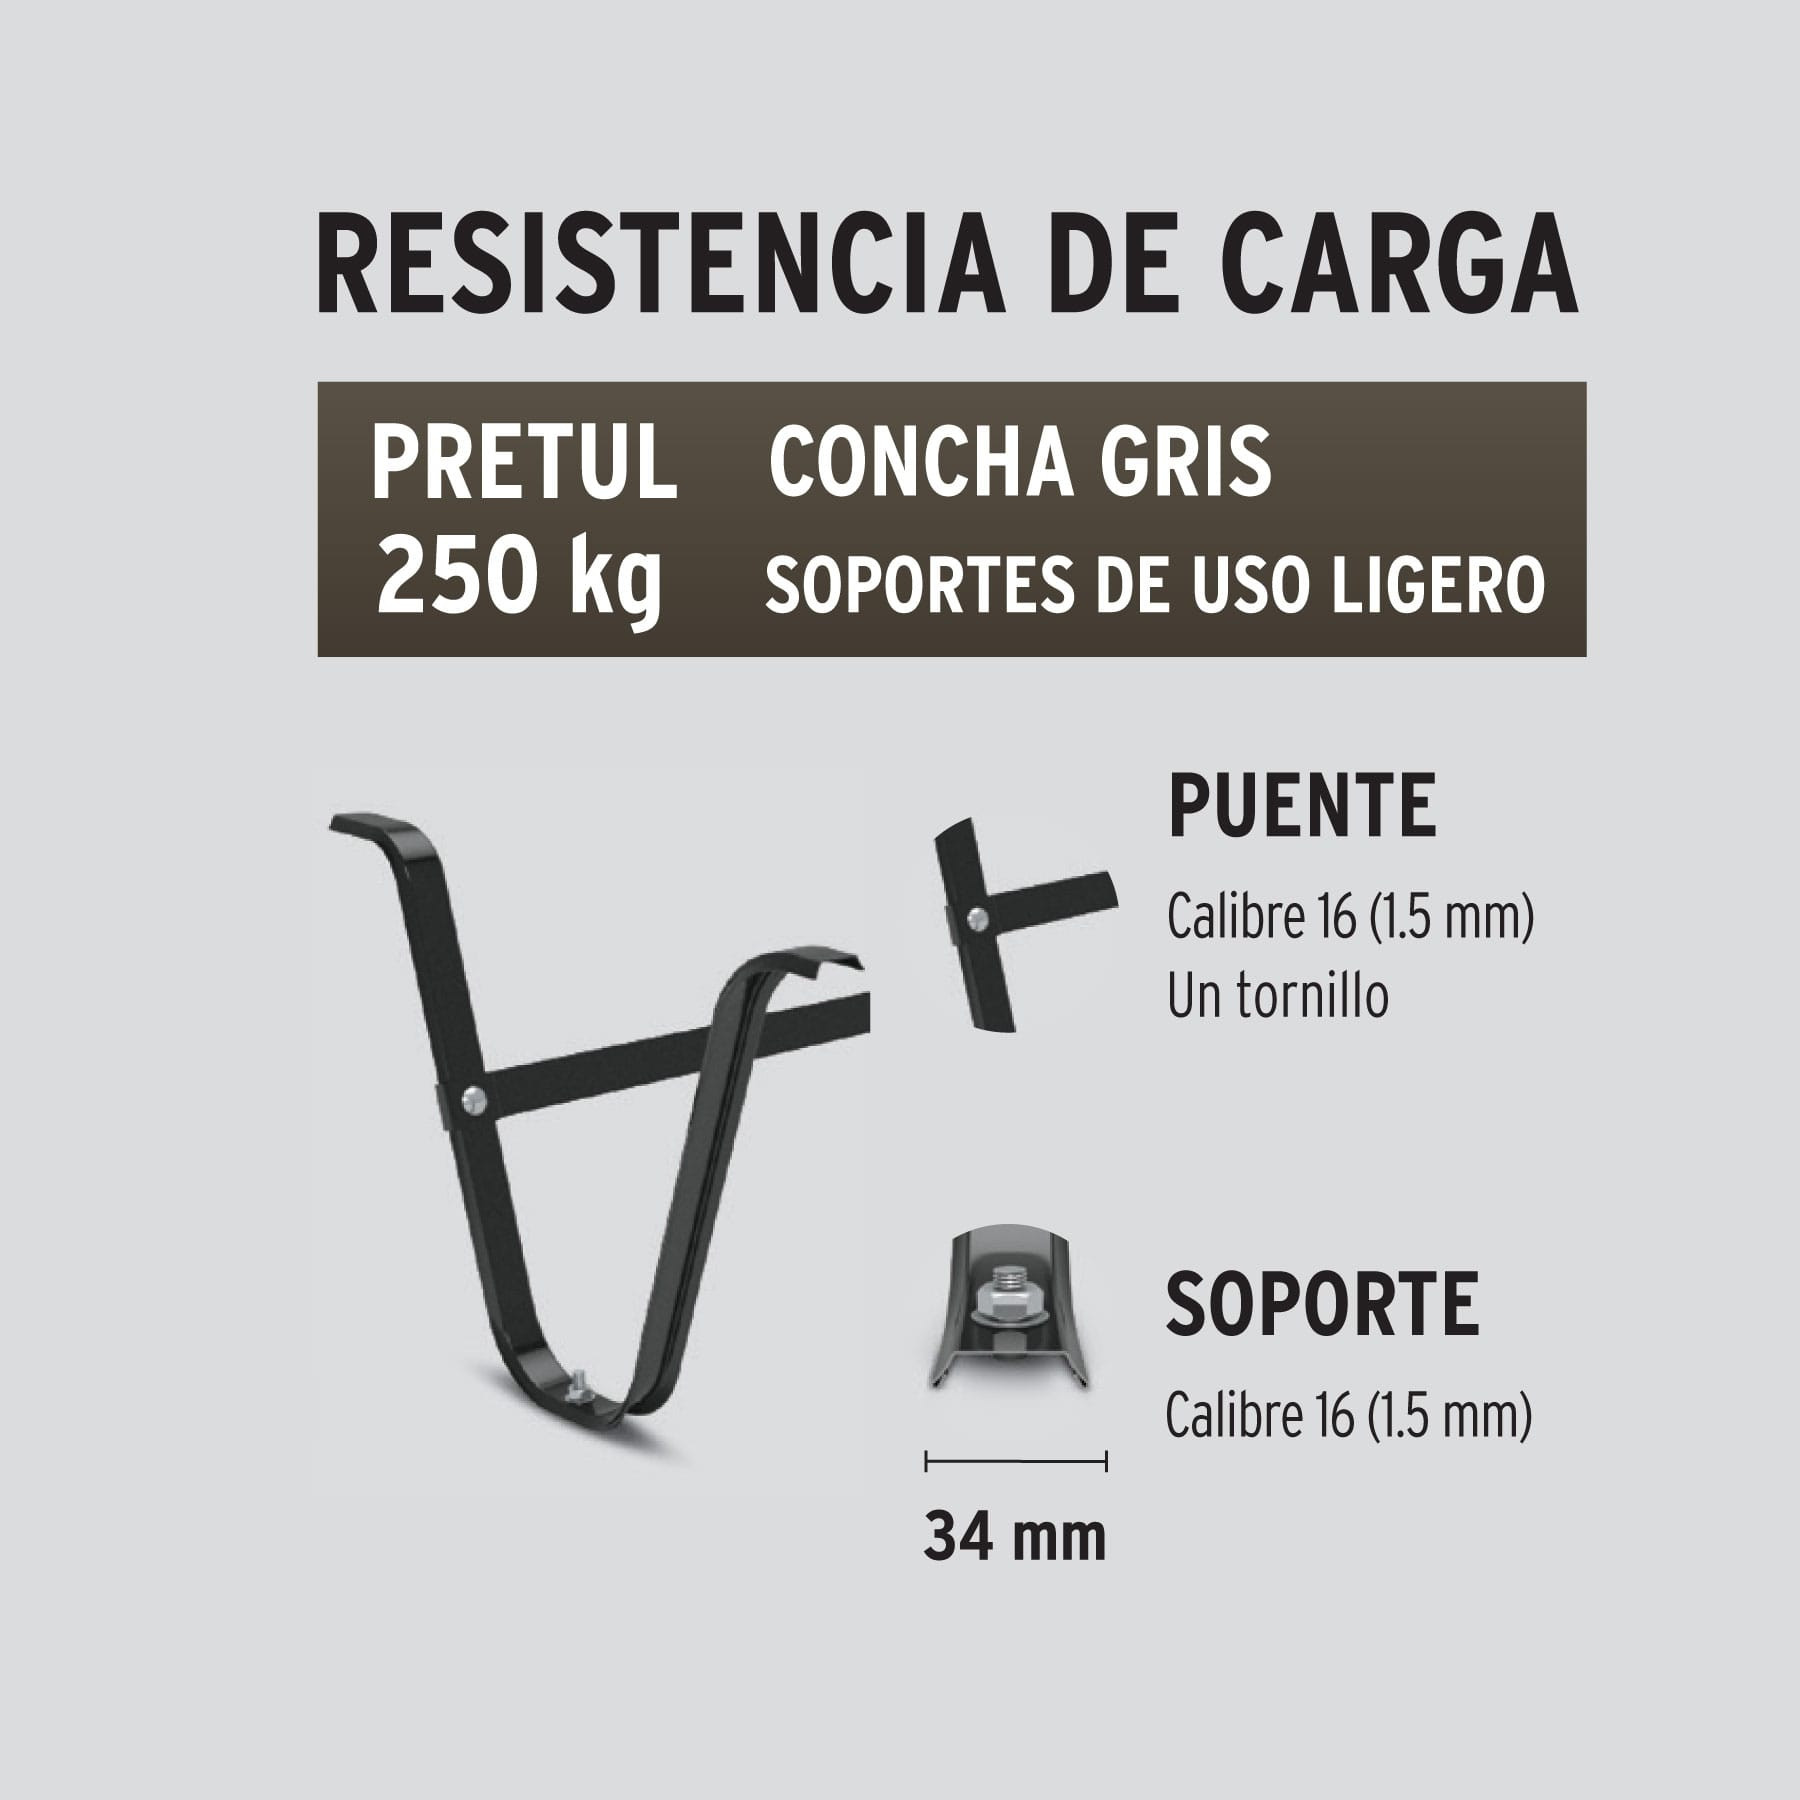 RESISTENCIA DE CARGA
PRETUL
250 kg
CONCHA GRIS
SOPORTES DE USO LIGERO
PUENTE
Calibre 16 (1.5 mm)
Un tornillo
SOPORTE
Calibre 16 (1.5 mm)
34 mm